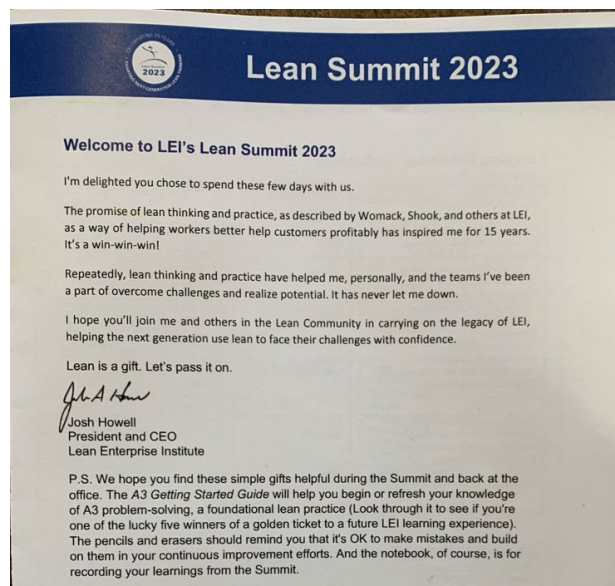 2023
Lean Summit 2023
Welcome to LEI's Lean Summit 2023
I'm delighted you chose to spend these few days with us.
The promise of lean thinking and practice, as described by Womack, Shook, and others at LEI,
as a way of helping workers better help customers profitably has inspired me for 15 years.
It's a win-win-win!
Repeatedly, lean thinking and practice have helped me, personally, and the teams I've been
a part of overcome challenges and realize potential. It has never let me down.
I hope you'll join me and others in the Lean Community in carrying on the legacy of LEI,
helping the next generation use lean to face their challenges with confidence.
Lean is a gift. Let's pass it on.
Josh Howell
President and CEO
Lean Enterprise Institute
P.S. We hope you find these simple gifts helpful during the Summit and back at the
office. The A3 Getting Started Guide will help you begin or refresh your knowledge
of A3 problem-solving, a foundational lean practice (Look through it to see if you're
one of the lucky five winners of a golden ticket to a future LEI learning experience).
The pencils and erasers should remind you that it's OK to make mistakes and build
on them in your continuous improvement efforts. And the notebook, of course, is for
recording your learnings from the Summit.